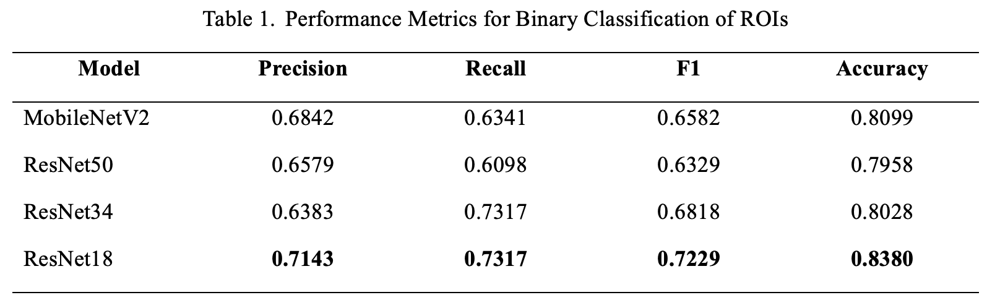 Table 1. Performance Metrics for Binary Classification of ROIs
Model Precision Recall F1 Accuracy
MobileNetV2 0.6842 0.6341 0.6582 0.8099
ResNet50 0.6579 0.6098 0.6329 0.7958
ResNet34 0.6383 0.7317 0.6818 0.8028
ResNet18 0.7143 0.7317 0.7229 0.8380